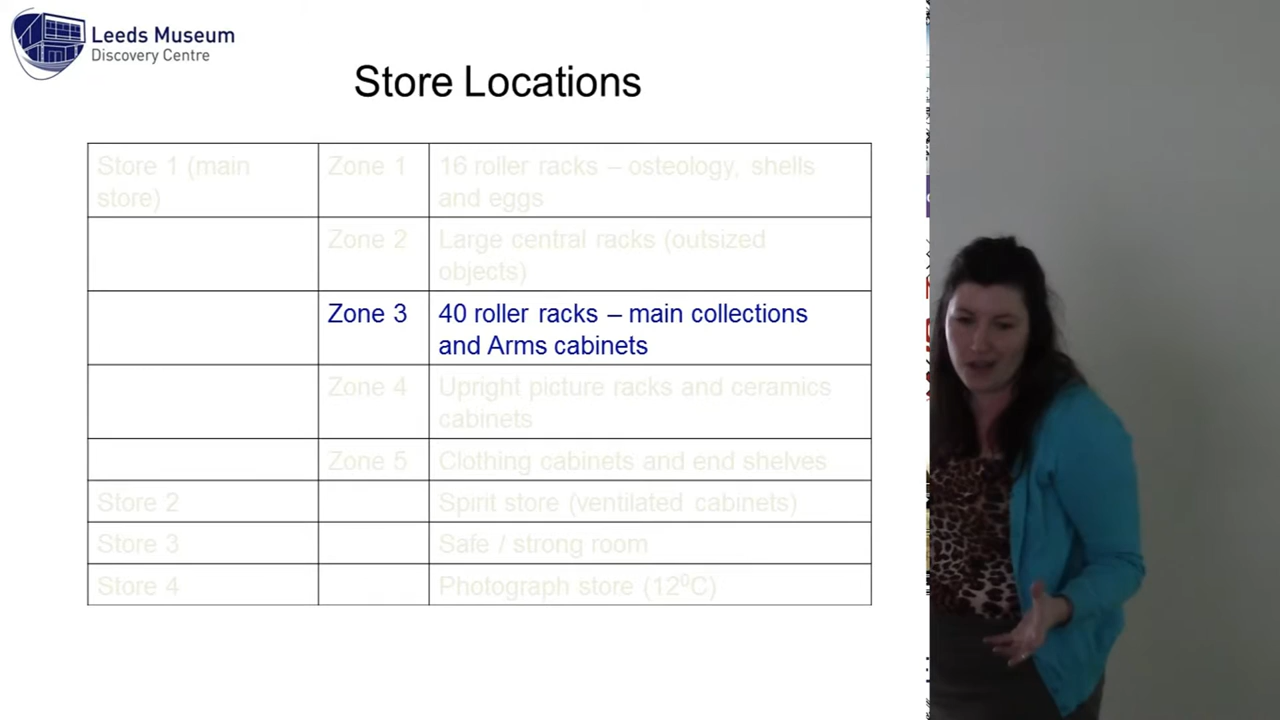 Leeds Museum
Discovery Centre
Store Locations
Store 1 (main
store)
Zone 1
16 roller racks – osteology, shells
and eggs
Zone 2
Large central racks (outsized
objects)
Zone 3
40 roller racks – main collections
and Arms cabinets
Zone 4
Upright picture racks and ceramics
cabinets
Zone 5
Clothing cabinets and end shelves
Store 2
Spirit store (ventilated cabinets)
Store 3
Safe / strong room
Store 4
Photograph store (12⁰C)